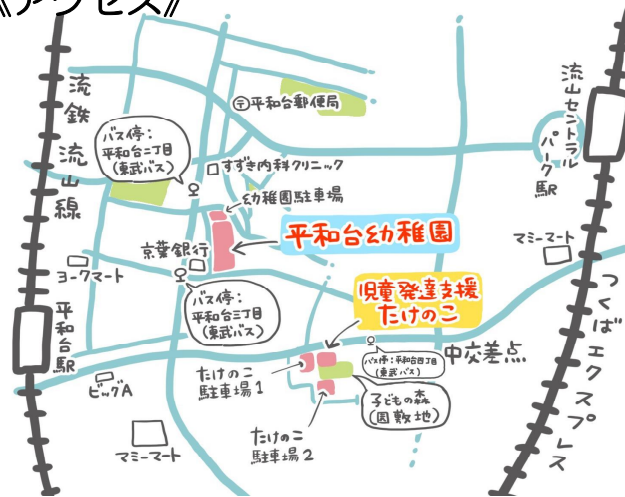 《アクセス》
流鉄
流山線
〒平和台郵便局
バス停:
平和台二丁目
(東武バス)
すずき内科クリニック
幼稚園駐車場
流山セントラル
パーク駅
平和台幼稚園
京葉銀行
ヨークマート
マミーマート
バス停:
平和台三丁目
(東武バス)
児童発達支援
たけのこ
つくばエクスプレス
平和台駅
バス停:平和台四丁目
(東武バス)
中交差点
たけのこ
駐車場1
ビッグA
子どもの森
(園敷地)
たけのこ
駐車場2
マミーマート